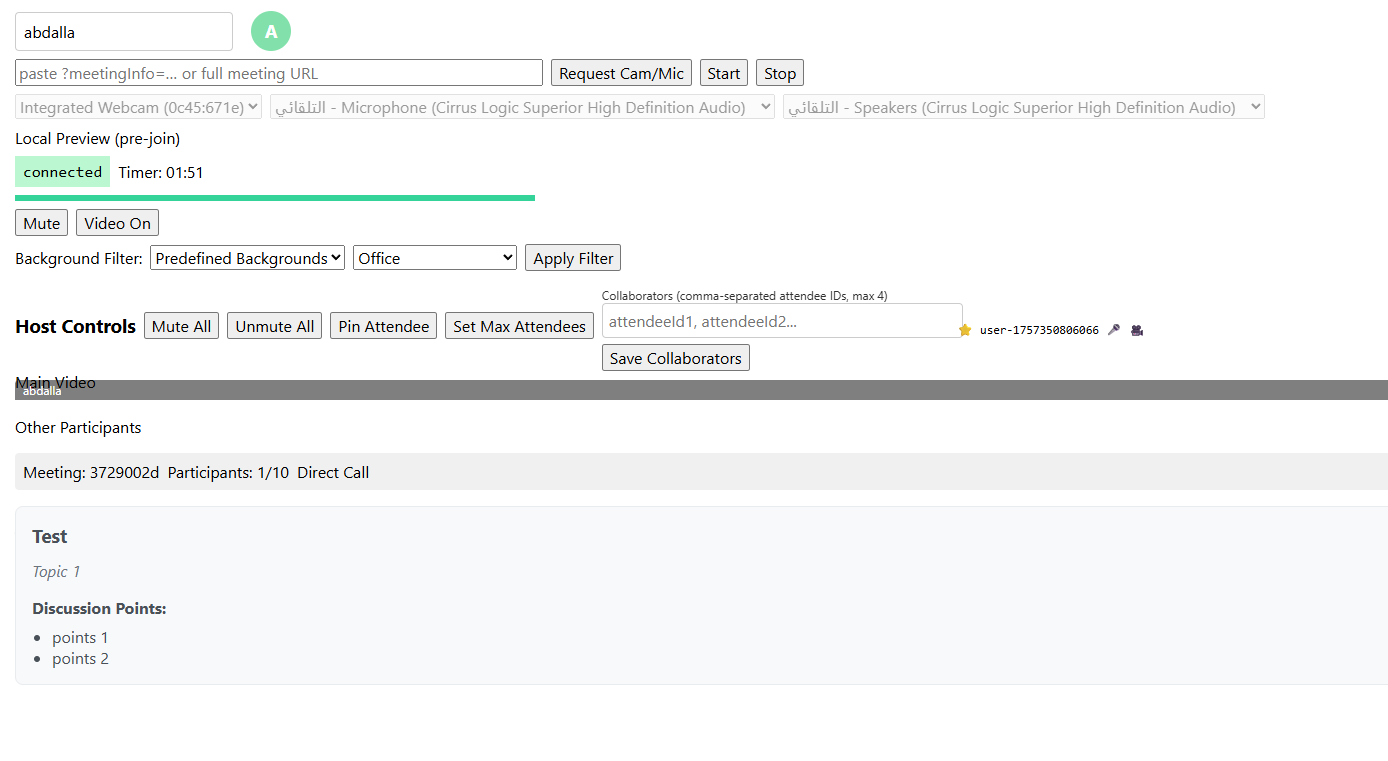 abdalla
A
paste ?meetingInfo=... or full meeting URL Request Cam/Mic Start Stop
Integrated Webcam (0c45:671e) التلقائي - Microphone (Cirrus Logic Superior High Definition Audio) التلقائي - Speakers (Cirrus Logic Superior High Definition Audio)
Local Preview (pre-join)
connected Timer: 01:51
Mute Video On
Background Filter: Predefined Backgrounds Office Apply Filter
Collaborators (comma-separated attendee IDs, max 4)
Host Controls Mute All Unmute All Pin Attendee Set Max Attendees attendeeId1, attendeeId2... user-1757350806066
Save Collaborators
Main Video
abdalla
Other Participants
Meeting: 3729002d Participants: 1/10 Direct Call
Test
Topic 1
Discussion Points:
points 1
points 2